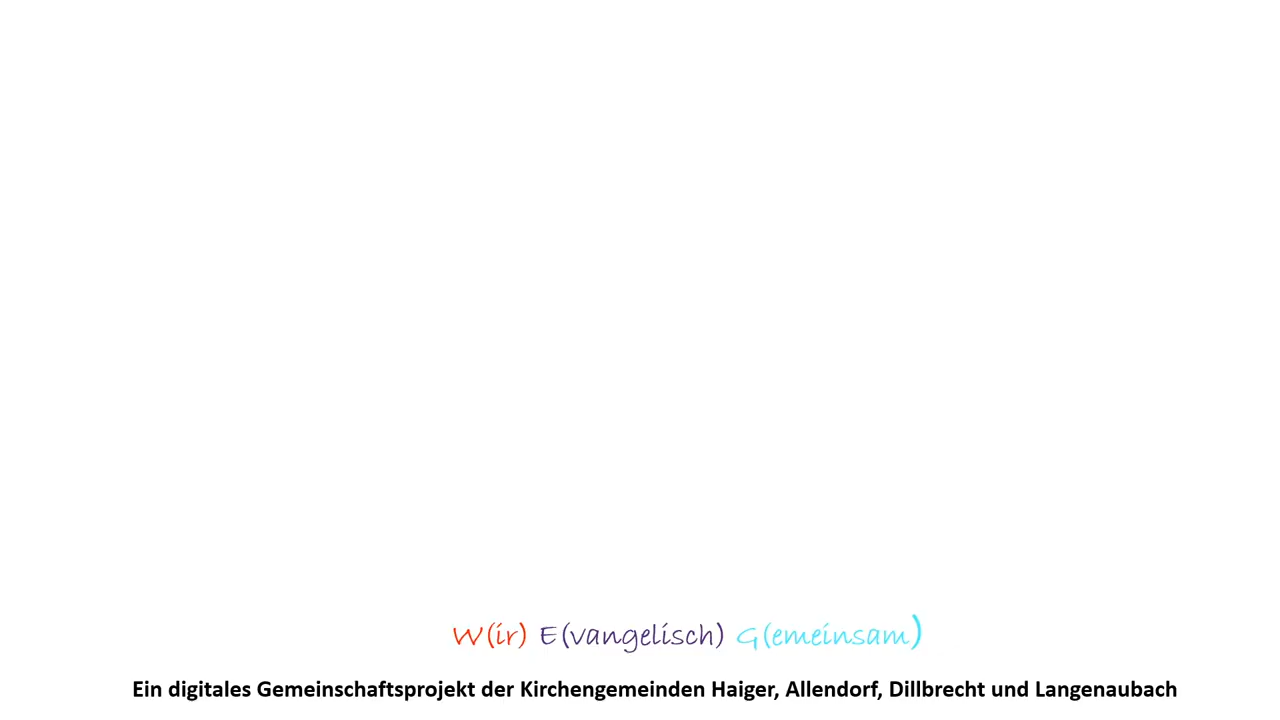 W(ir) E(vangelisch) G(emeinsam)
Ein digitales Gemeinschaftsprojekt der Kirchengemeinden Haiger, Allendorf, Dillbrecht und Langenaubach